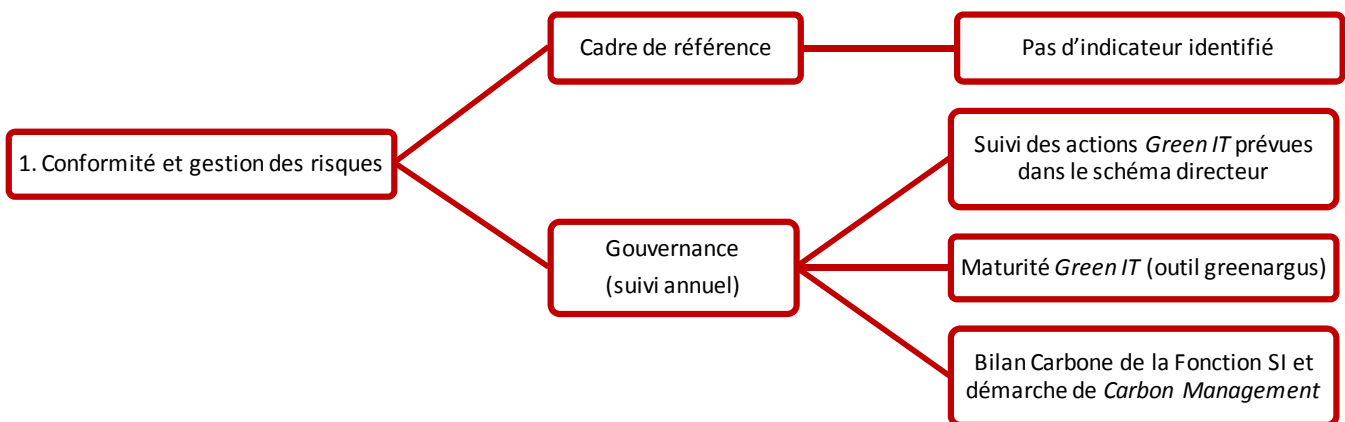 Cadre de référence
Pas d’indicateur identifié
1. Conformité et gestion des risques
Suivi des actions Green IT prévues
dans le schéma directeur
Gouvernance
(suivi annuel)
Maturité Green IT (outil greenargus)
Bilan Carbone de la Fonction SI et
démarche de Carbon Management